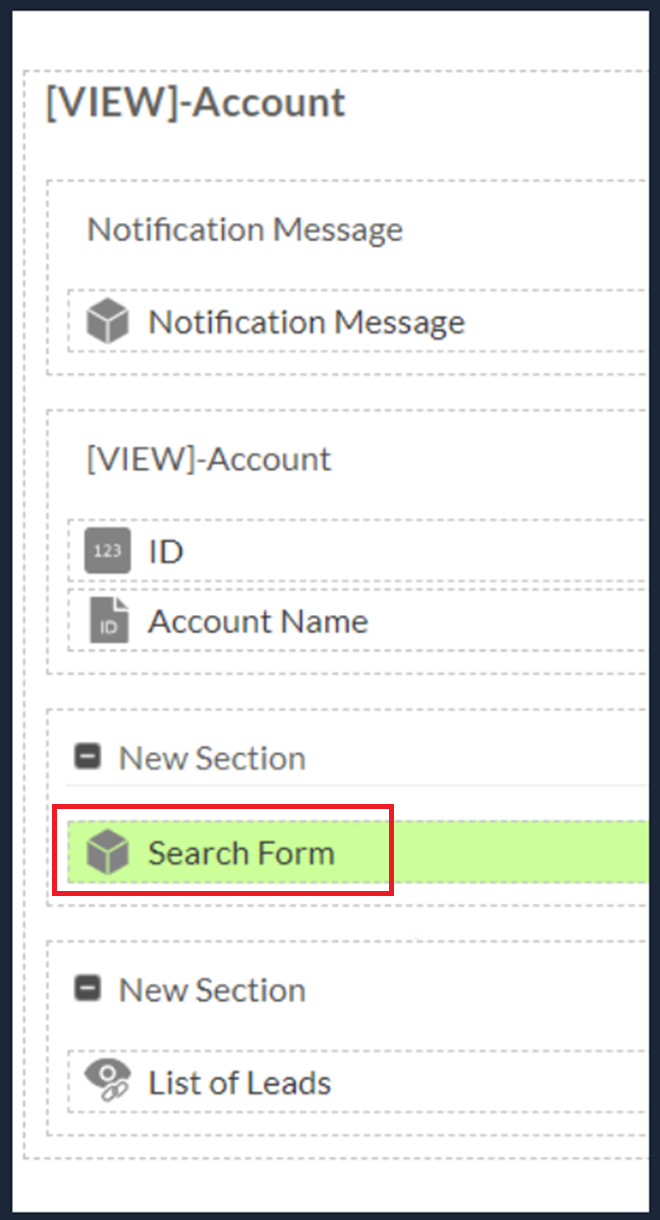 [VIEW]-Account
Notification Message
Notification Message
[VIEW]-Account
123 ID
ID Account Name
New Section
Search Form
New Section
List of Leads